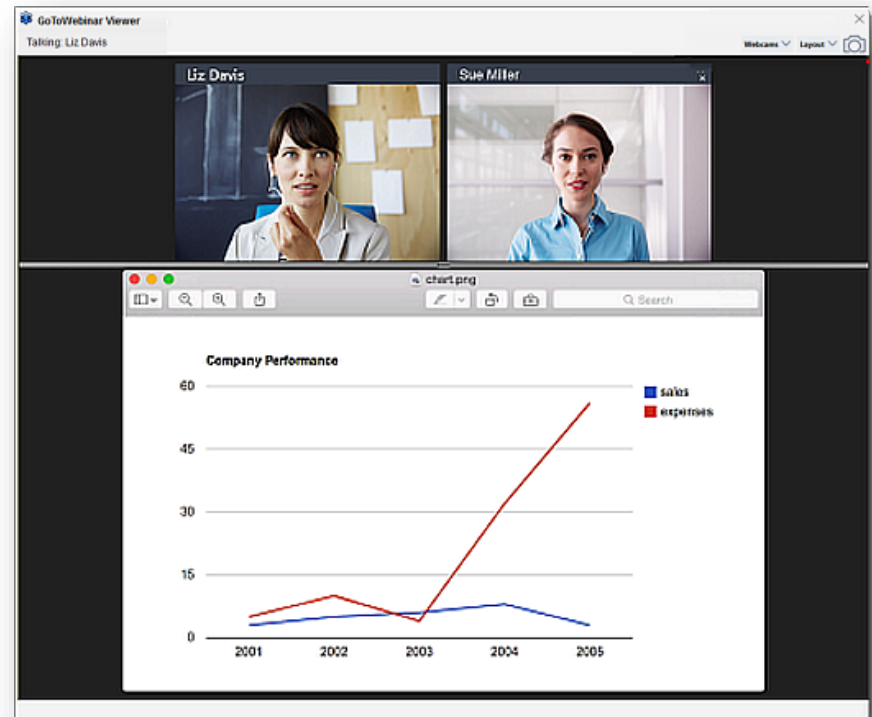 GoToWebinar Viewer
Talking: Liz Davis
Webcams Layout
Liz Davis
Sue Miller
chart.png
Search
Company Performance
60
45
30
15
0
sales
expenses
2001 2002 2003 2004 2005